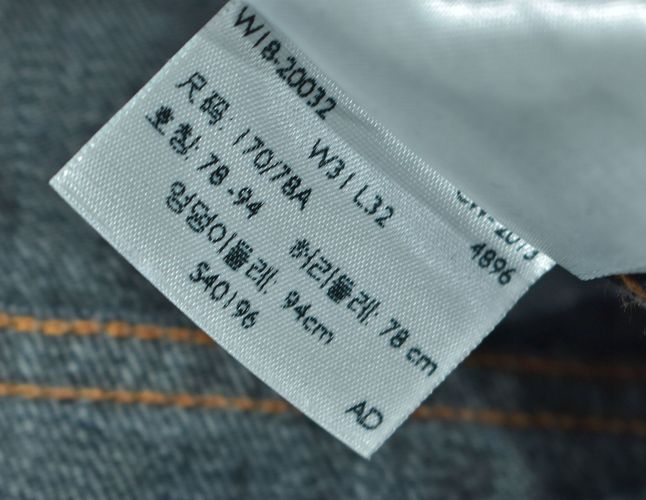 W18-20032
W31 L32
4896
尺码: 170/78A
호칭: 78-94
허리둘레: 78 cm
엉덩이둘레: 94cm
S40196
AD